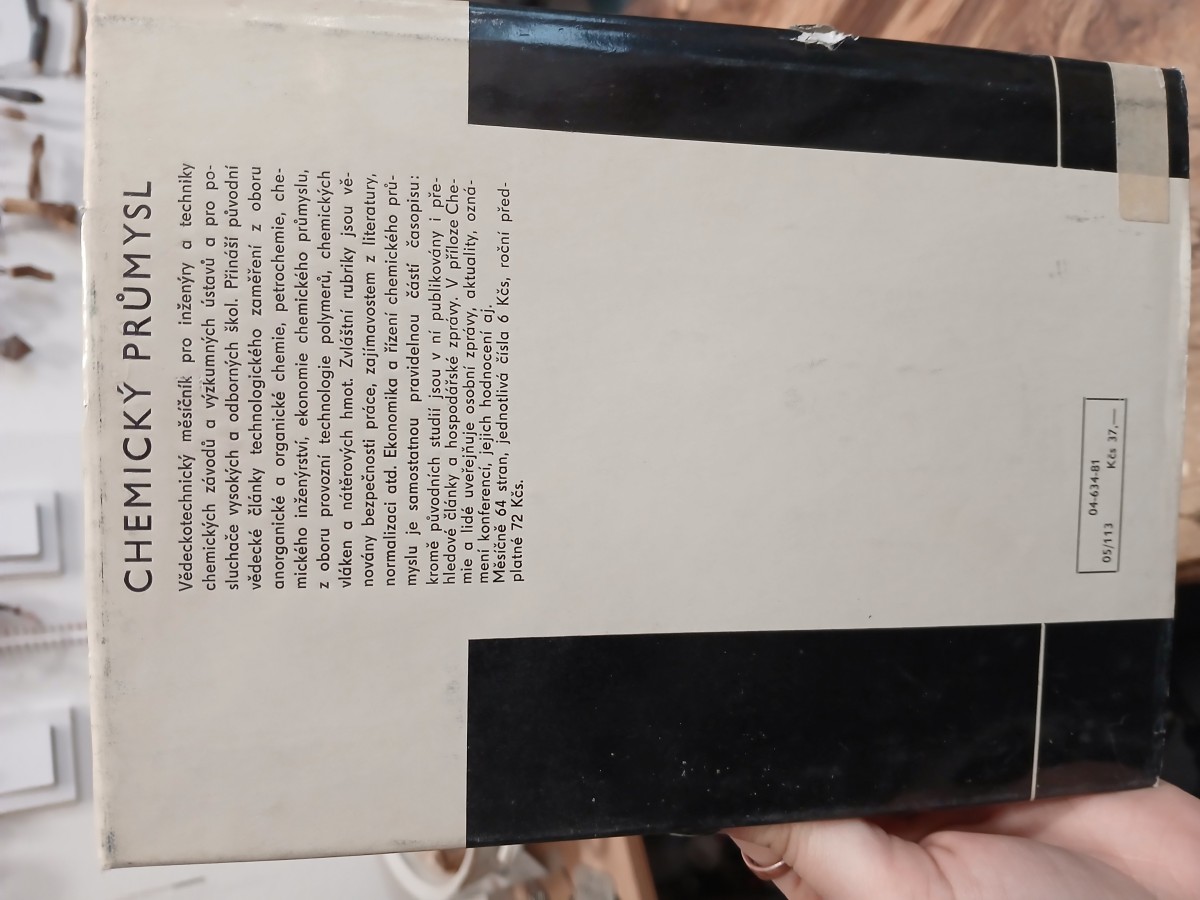 CHEMICKÝ PRŮMYSL
Vědeckotechnický měsíčník pro inženýry a techniky
chemických závodů a výzkumných ústavů a pro po-
sluchače vysokých a odborných škol. Přináší původní
vědecké články technologického zaměření z oboru
anorganické a organické chemie, petrochemie, che-
mického inženýrství, ekonomie chemického průmyslu,
z oboru provozní technologie polymerů, chemických
vláken a nátěrových hmot. Zvláštní rubriky jsou vě-
novány bezpečnosti práce, zajímavostem z literatury,
normalizaci atd. Ekonomika a řízení chemického prů-
myslu je samostatnou pravidelnou částí časopisu:
kromě původních studií jsou v ní publikovány i pře-
hledové články a hospodářské zprávy. V příloze Che-
mie a lidé uveřejňuje osobní zprávy, aktuality, ozná-
mení konferencí, jejich hodnocení aj.
Měsíčně 64 stran, jednotlivá čísla 6 Kčs, roční před-
platné 72 Kčs.
04-634-81
05/113 Kčs 37,—